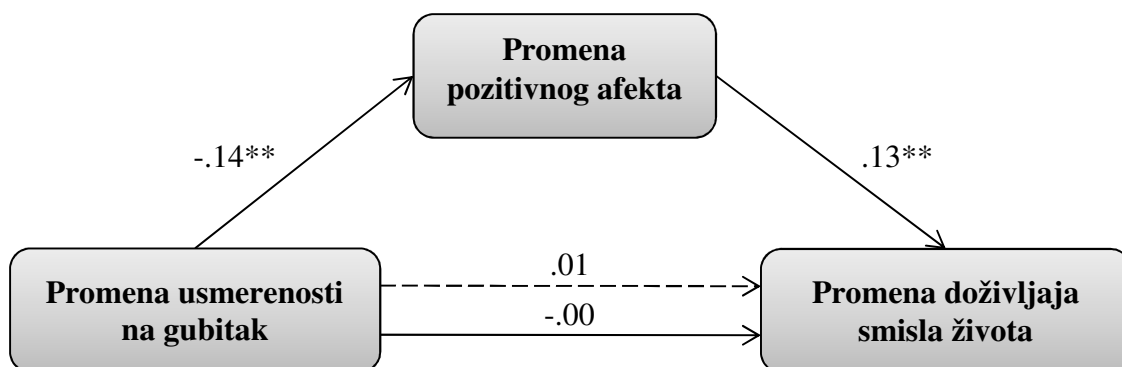 Promena
pozitivnog afekta
-.14**
.13**
Promena usmerenosti
na gubitak
.01
-.00
Promena doživljaja
smisla života